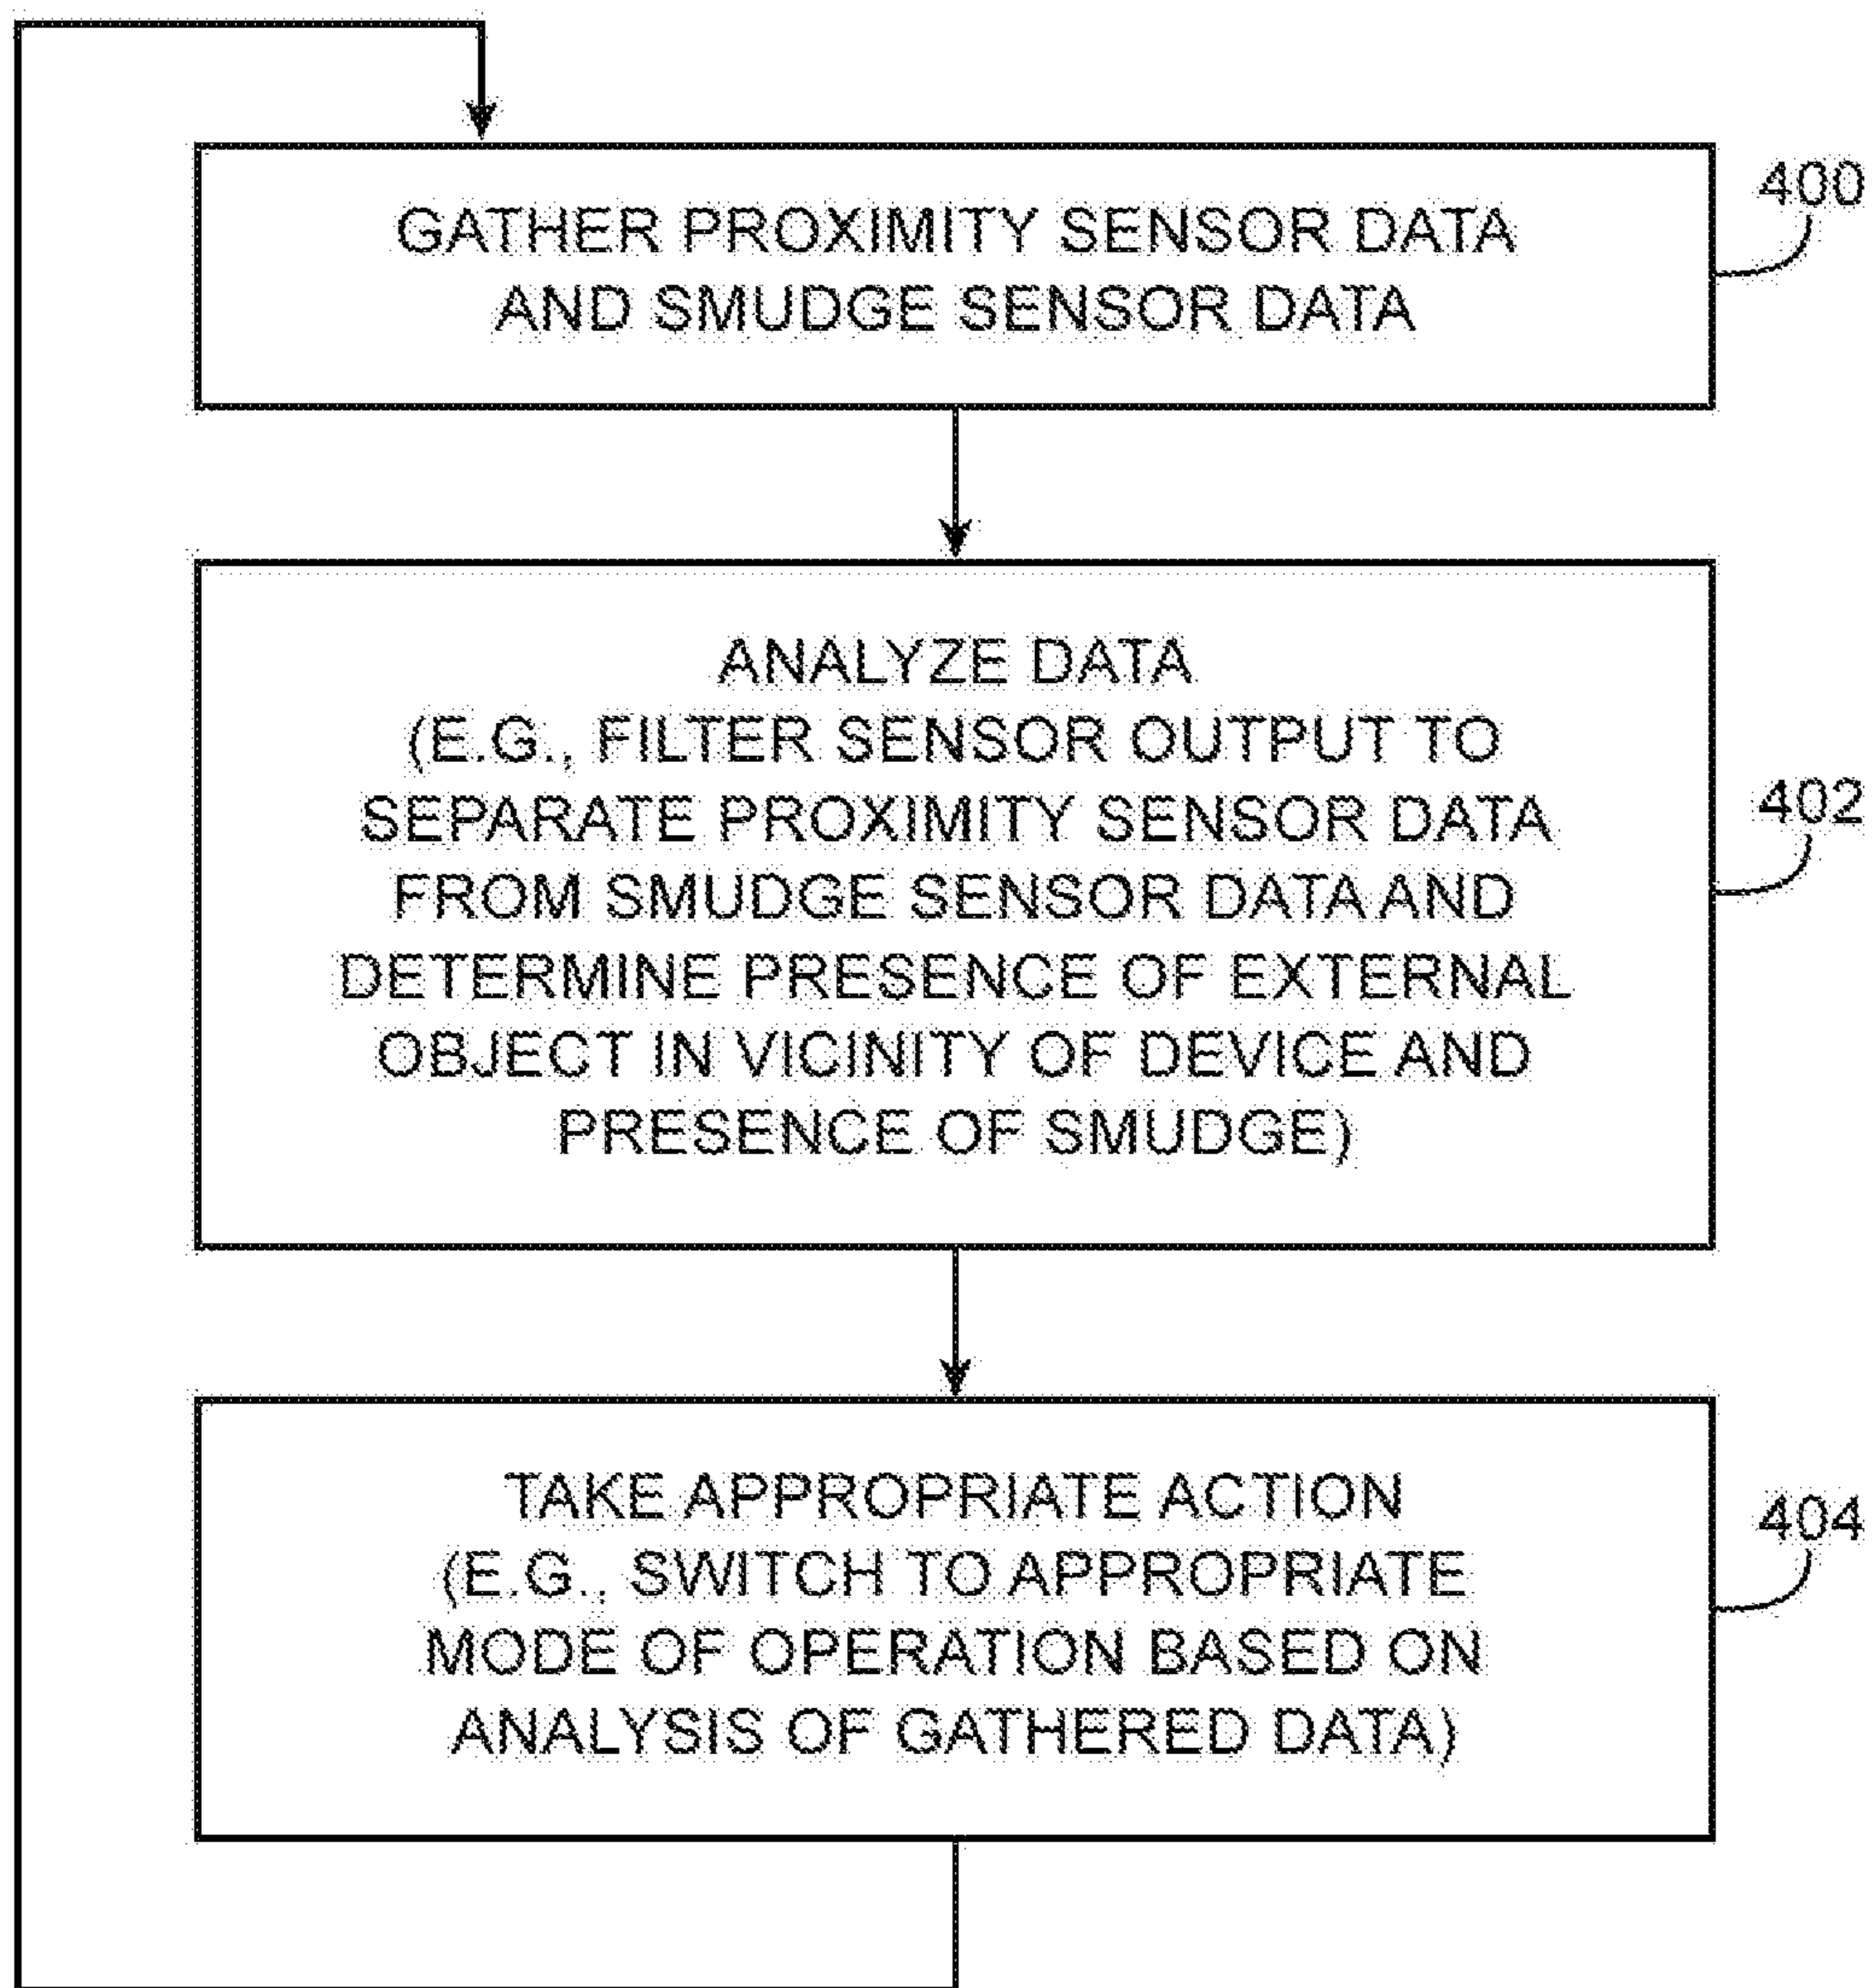 GATHER PROXIMITY SENSOR DATA
AND SMUDGE SENSOR DATA
400
ANALYZE DATA
(E.G., FILTER SENSOR OUTPUT TO
SEPARATE PROXIMITY SENSOR DATA
FROM SMUDGE SENSOR DATA AND
DETERMINE PRESENCE OF EXTERNAL
OBJECT IN VICINITY OF DEVICE AND
PRESENCE OF SMUDGE)
402
TAKE APPROPRIATE ACTION
(E.G., SWITCH TO APPROPRIATE
MODE OF OPERATION BASED ON
ANALYSIS OF GATHERED DATA)
404